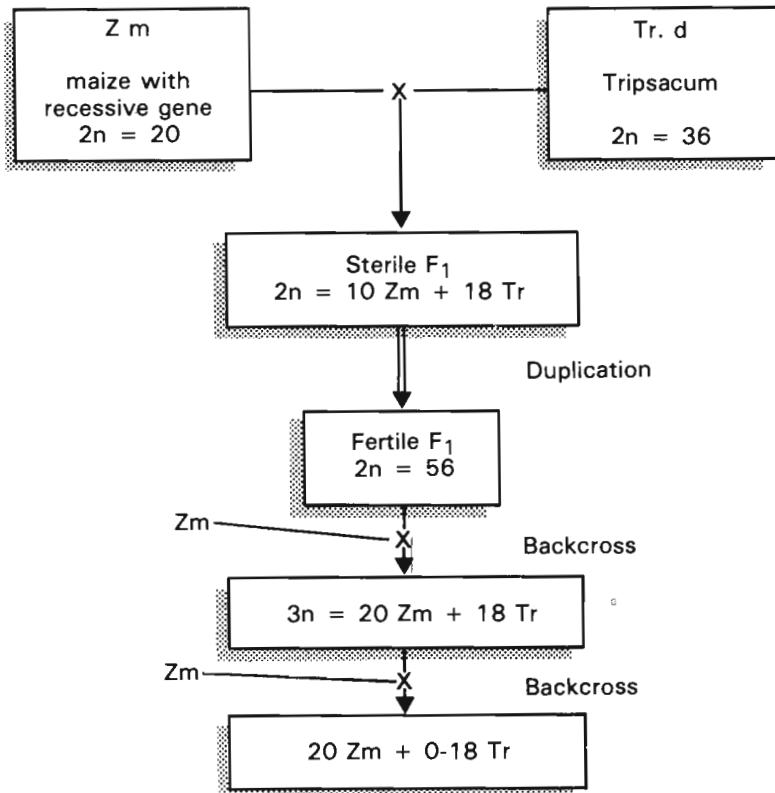 Z m
maize with
recessive gene
2n = 20
X
Tr. d
Tripsacum
2n = 36
Sterile F₁
2n = 10 Zm + 18 Tr
Duplication
Fertile F₁
2n = 56
Zm
X
Backcross
3n = 20 Zm + 18 Tr
Zm
X
Backcross
20 Zm + 0-18 Tr